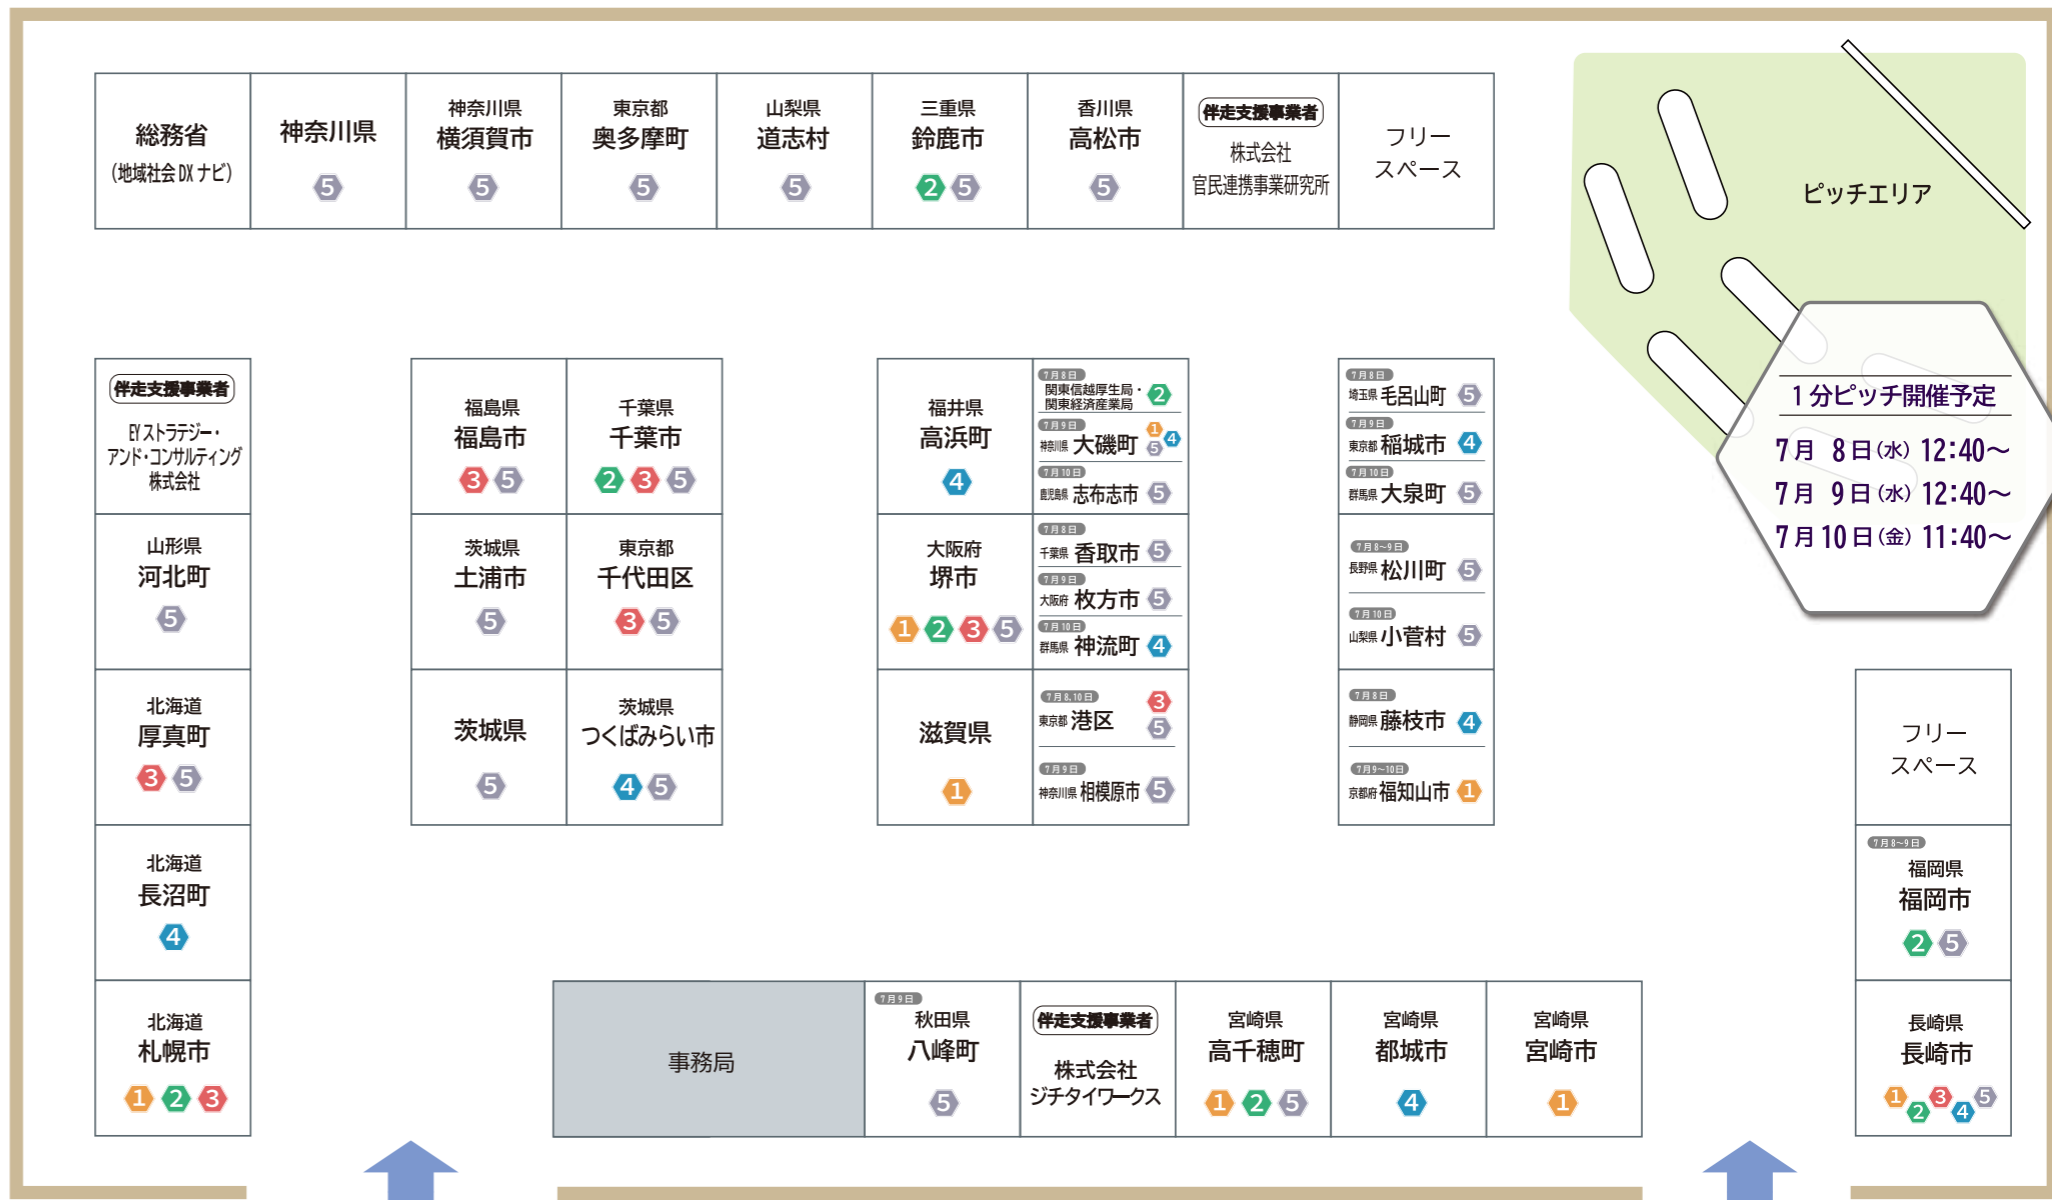 総務省
（地域社会DXナビ）
神奈川県
5
神奈川県
横須賀市
5
東京都
奥多摩町
5
山梨県
道志村
5
三重県
鈴鹿市
2 5
香川県
高松市
5
伴走支援事業者
株式会社
官民連携事業研究所
フリー
スペース
ピッチエリア
1分ピッチ開催予定
7月 8日(水) 12:40～
7月 9日(水) 12:40～
7月10日(金) 11:40～
伴走支援事業者
EYストラテジー・
アンド・コンサルティング
株式会社
山形県
河北町
5
北海道
厚真町
3 5
北海道
長沼町
4
北海道
札幌市
1 2 3
福島県
福島市
3 5
千葉県
千葉市
2 3 5
茨城県
土浦市
5
東京都
千代田区
3 5
茨城県
5
茨城県
つくばみらい市
4 5
福井県
高浜町
4
7月8日
関東信越厚生局・
関東経済産業局 2
7月9日
神奈川県 大磯町 1 4 5
7月10日
鹿児島県 志布志市 5
大阪府
堺市
1 2 3 5
7月8日
千葉県 香取市 5
7月9日
大阪府 枚方市 5
7月10日
群馬県 神流町 4
滋賀県
1
7月8,10日
東京都 港区 3 5
7月9日
神奈川県 相模原市 5
7月8日
埼玉県 毛呂山町 5
7月9日
東京都 稲城市 4
7月10日
群馬県 大泉町 5
7月8～9日
長野県 松川町 5
7月10日
山梨県 小菅村 5
7月8日
静岡県 藤枝市 4
7月9～10日
京都府 福知山市 1
フリー
スペース
7月8～9日
福岡県
福岡市
2 5
長崎県
長崎市
1 2 3 4 5
事務局
7月9日
秋田県
八峰町
5
伴走支援事業者
株式会社
ジチタイワークス
宮崎県
高千穂町
1 2 5
宮崎県
都城市
4
宮崎県
宮崎市
1